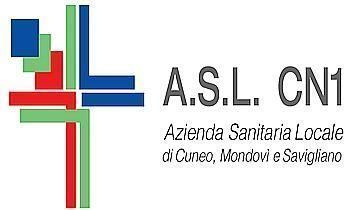 A.S.L. CN1
Azienda Sanitaria Locale
di Cuneo, Mondovì e Savigliano